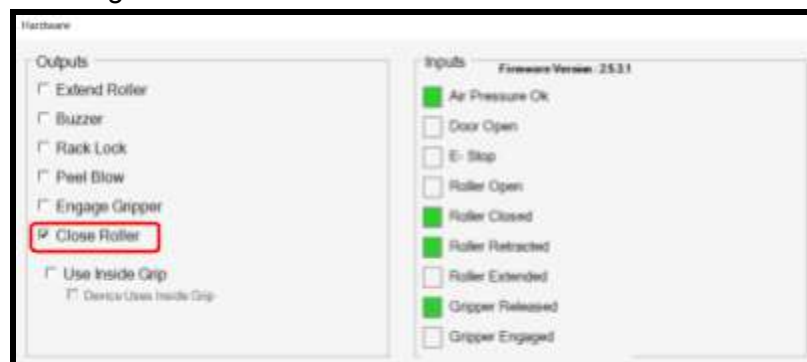 Hardware
Outputs
Extend Roller
Buzzer
Rack Lock
Peel Blow
Engage Gripper
Close Roller
Use Inside Grip
Device Uses Inside Grip
Inputs
Firmware Version: 2.5.3.1
Air Pressure Ok
Door Open
E- Stop
Roller Open
Roller Closed
Roller Retracted
Roller Extended
Gripper Released
Gripper Engaged